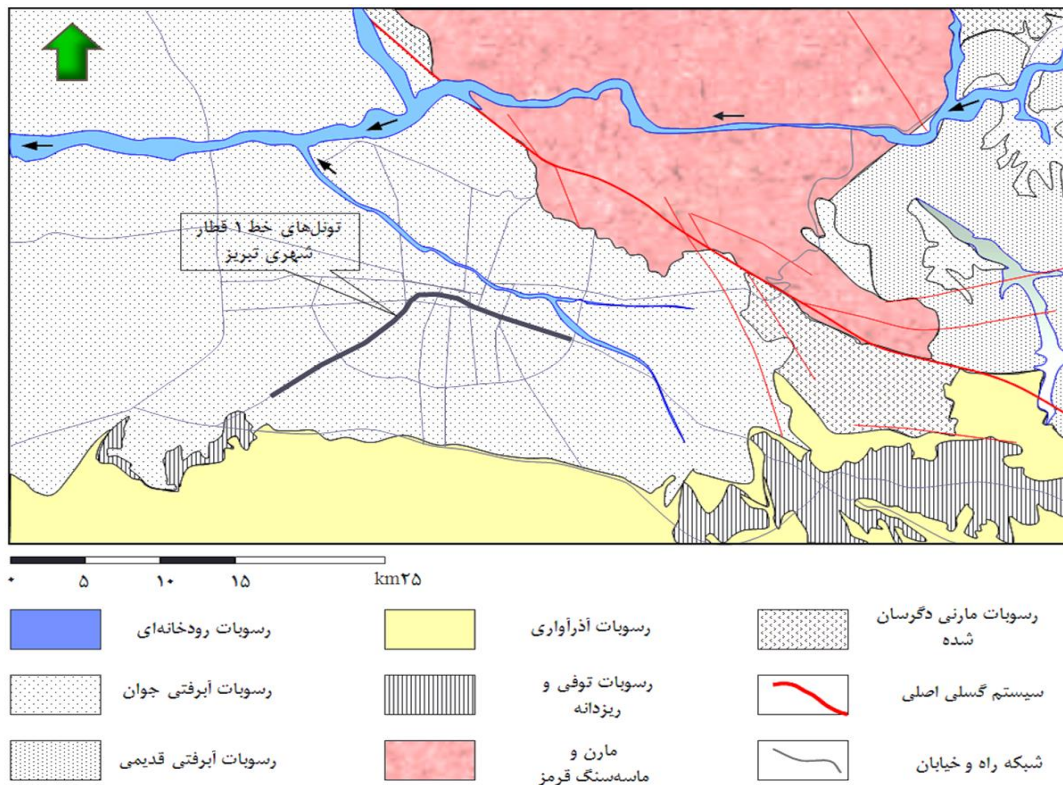 تونل‌های خط ۱ قطار
شهری تبریز
۰ ۵ ۱۰ ۱۵ km۲۵
رسوبات رودخانه‌ای
رسوبات آذرآواری
رسوبات مارنی دگرسان
شده
رسوبات آبرفتی جوان
رسوبات توفی و
ریزدانه
سیستم گسلی اصلی
رسوبات آبرفتی قدیمی
مارن و
ماسه‌سنگ قرمز
شبکه راه و خیابان